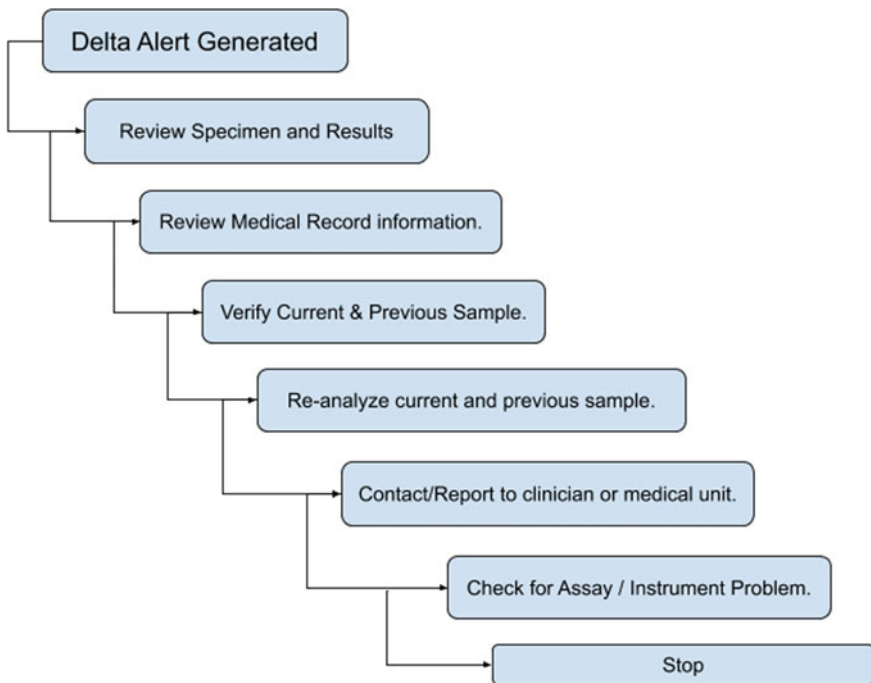 Delta Alert Generated
Review Specimen and Results
Review Medical Record information.
Verify Current & Previous Sample.
Re-analyze current and previous sample.
Contact/Report to clinician or medical unit.
Check for Assay / Instrument Problem.
Stop